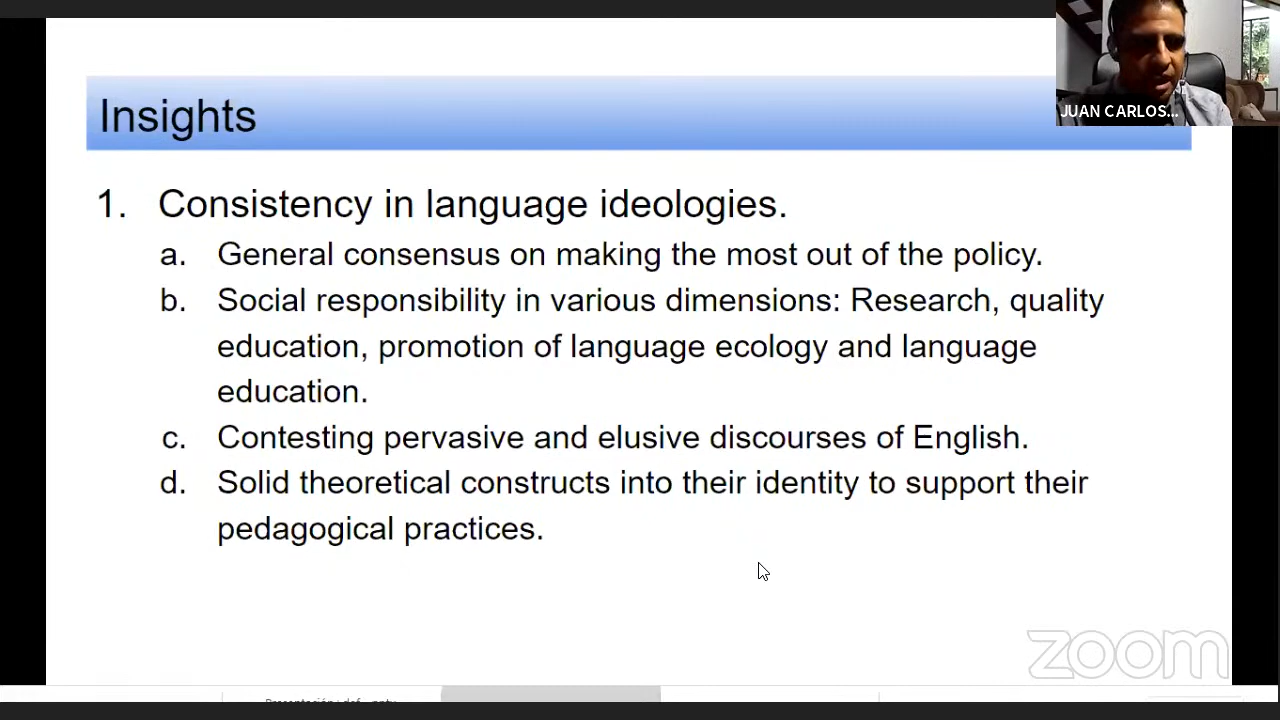 Insights
JUAN CARLOS...
1. Consistency in language ideologies.
a. General consensus on making the most out of the policy.
b. Social responsibility in various dimensions: Research, quality
education, promotion of language ecology and language
education.
c. Contesting pervasive and elusive discourses of English.
d. Solid theoretical constructs into their identity to support their
pedagogical practices.
zoom